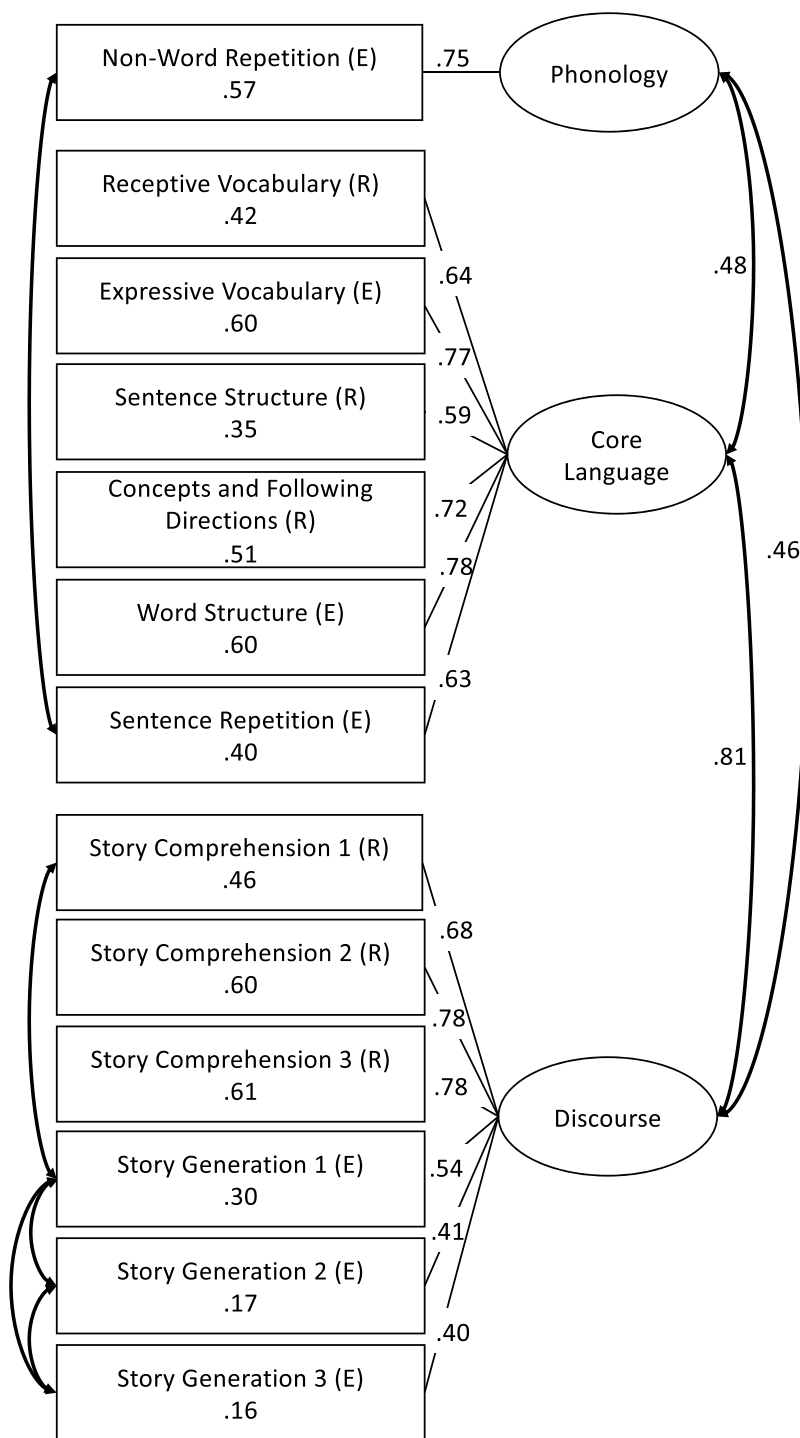 Non-Word Repetition (E)
.57
.75
Phonology
Receptive Vocabulary (R)
.42
.64
.48
Expressive Vocabulary (E)
.60
.77
Sentence Structure (R)
.35
.59
Core
Language
Concepts and Following
Directions (R)
.51
.72
.46
Word Structure (E)
.60
.78
Sentence Repetition (E)
.40
.63
.81
Story Comprehension 1 (R)
.46
.68
Story Comprehension 2 (R)
.60
.78
Story Comprehension 3 (R)
.61
.78
Discourse
Story Generation 1 (E)
.30
.54
Story Generation 2 (E)
.17
.41
Story Generation 3 (E)
.16
.40